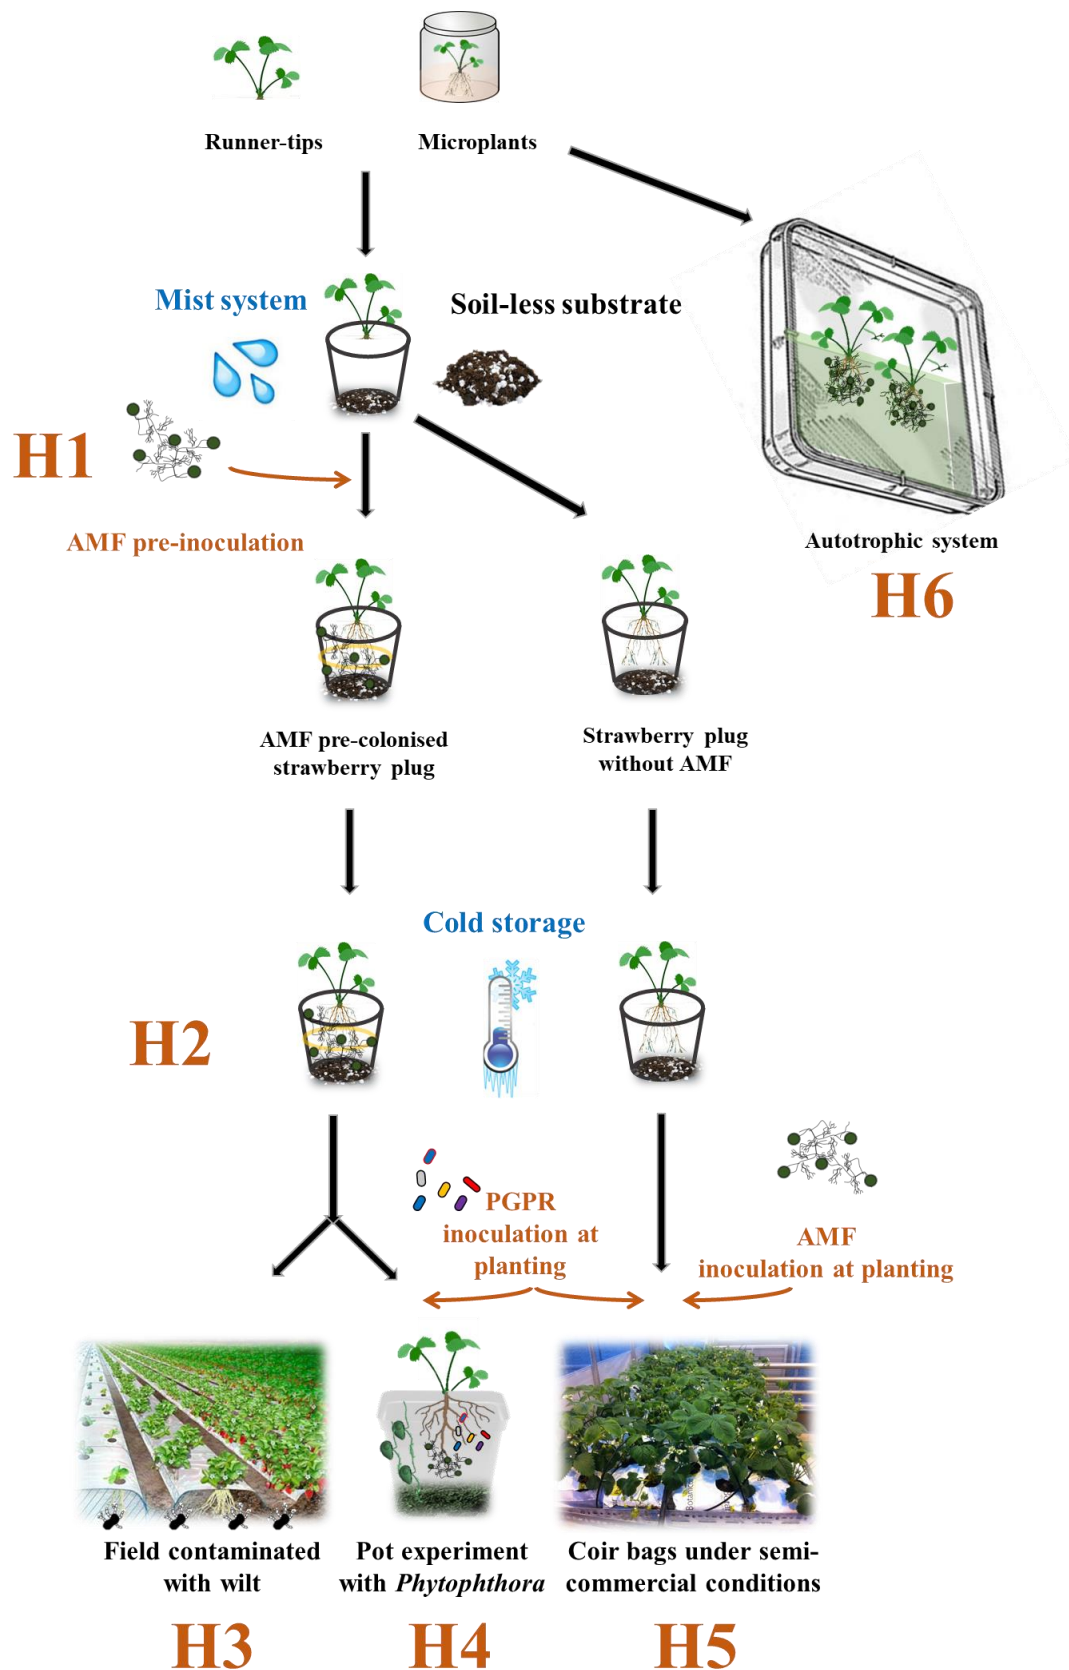 Runner-tips
Microplants
Mist system
Soil-less substrate
H1
AMF pre-inoculation
Autotrophic system
H6
AMF pre-colonised
strawberry plug
Strawberry plug
without AMF
Cold storage
H2
PGPR
inoculation at
planting
AMF
inoculation at planting
Field contaminated
with wilt
Pot experiment
with Phytophthora
Coir bags under semi-
commercial conditions
H3
H4
H5